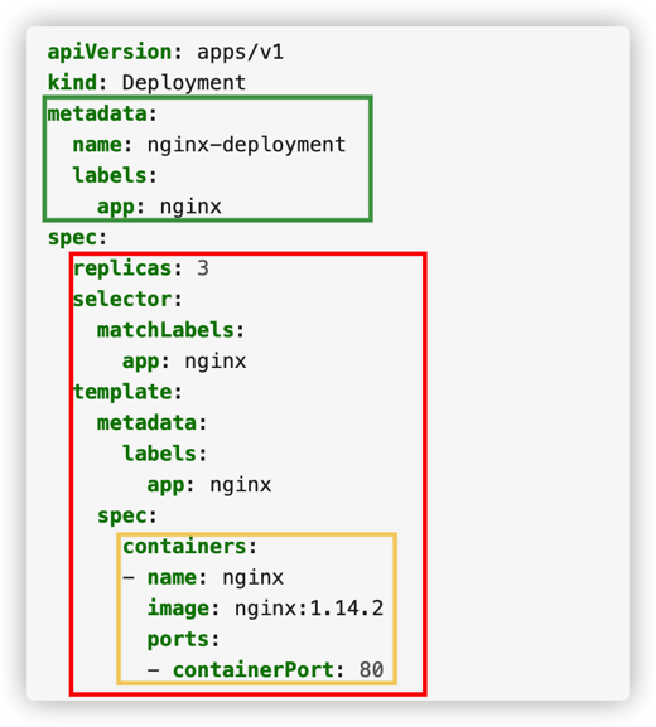 apiVersion: apps/v1
kind: Deployment
metadata:
  name: nginx-deployment
  labels:
    app: nginx
spec:
  replicas: 3
  selector:
    matchLabels:
      app: nginx
  template:
    metadata:
      labels:
        app: nginx
    spec:
      containers:
      - name: nginx
        image: nginx:1.14.2
        ports:
        - containerPort: 80